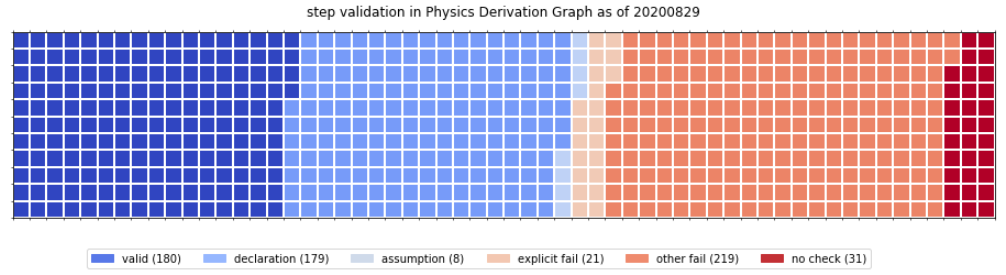 step validation in Physics Derivation Graph as of 20200829
valid (180) declaration (179) assumption (8) explicit fail (21) other fail (219) no check (31)